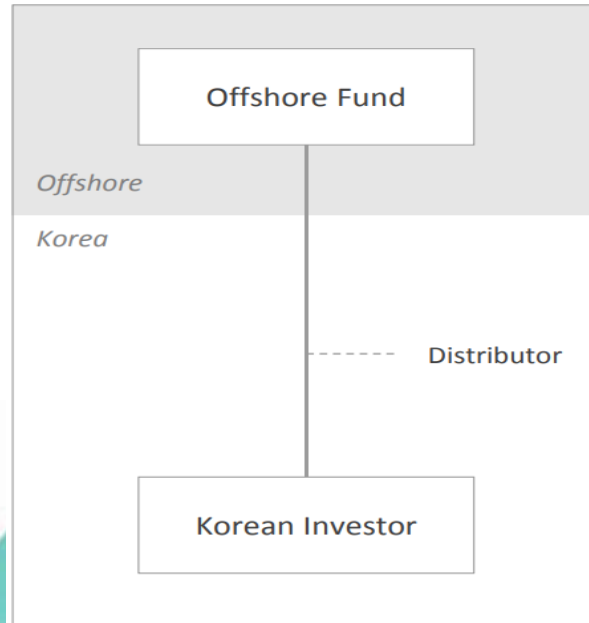 Offshore Fund
Offshore
Korea
Distributor
Korean Investor